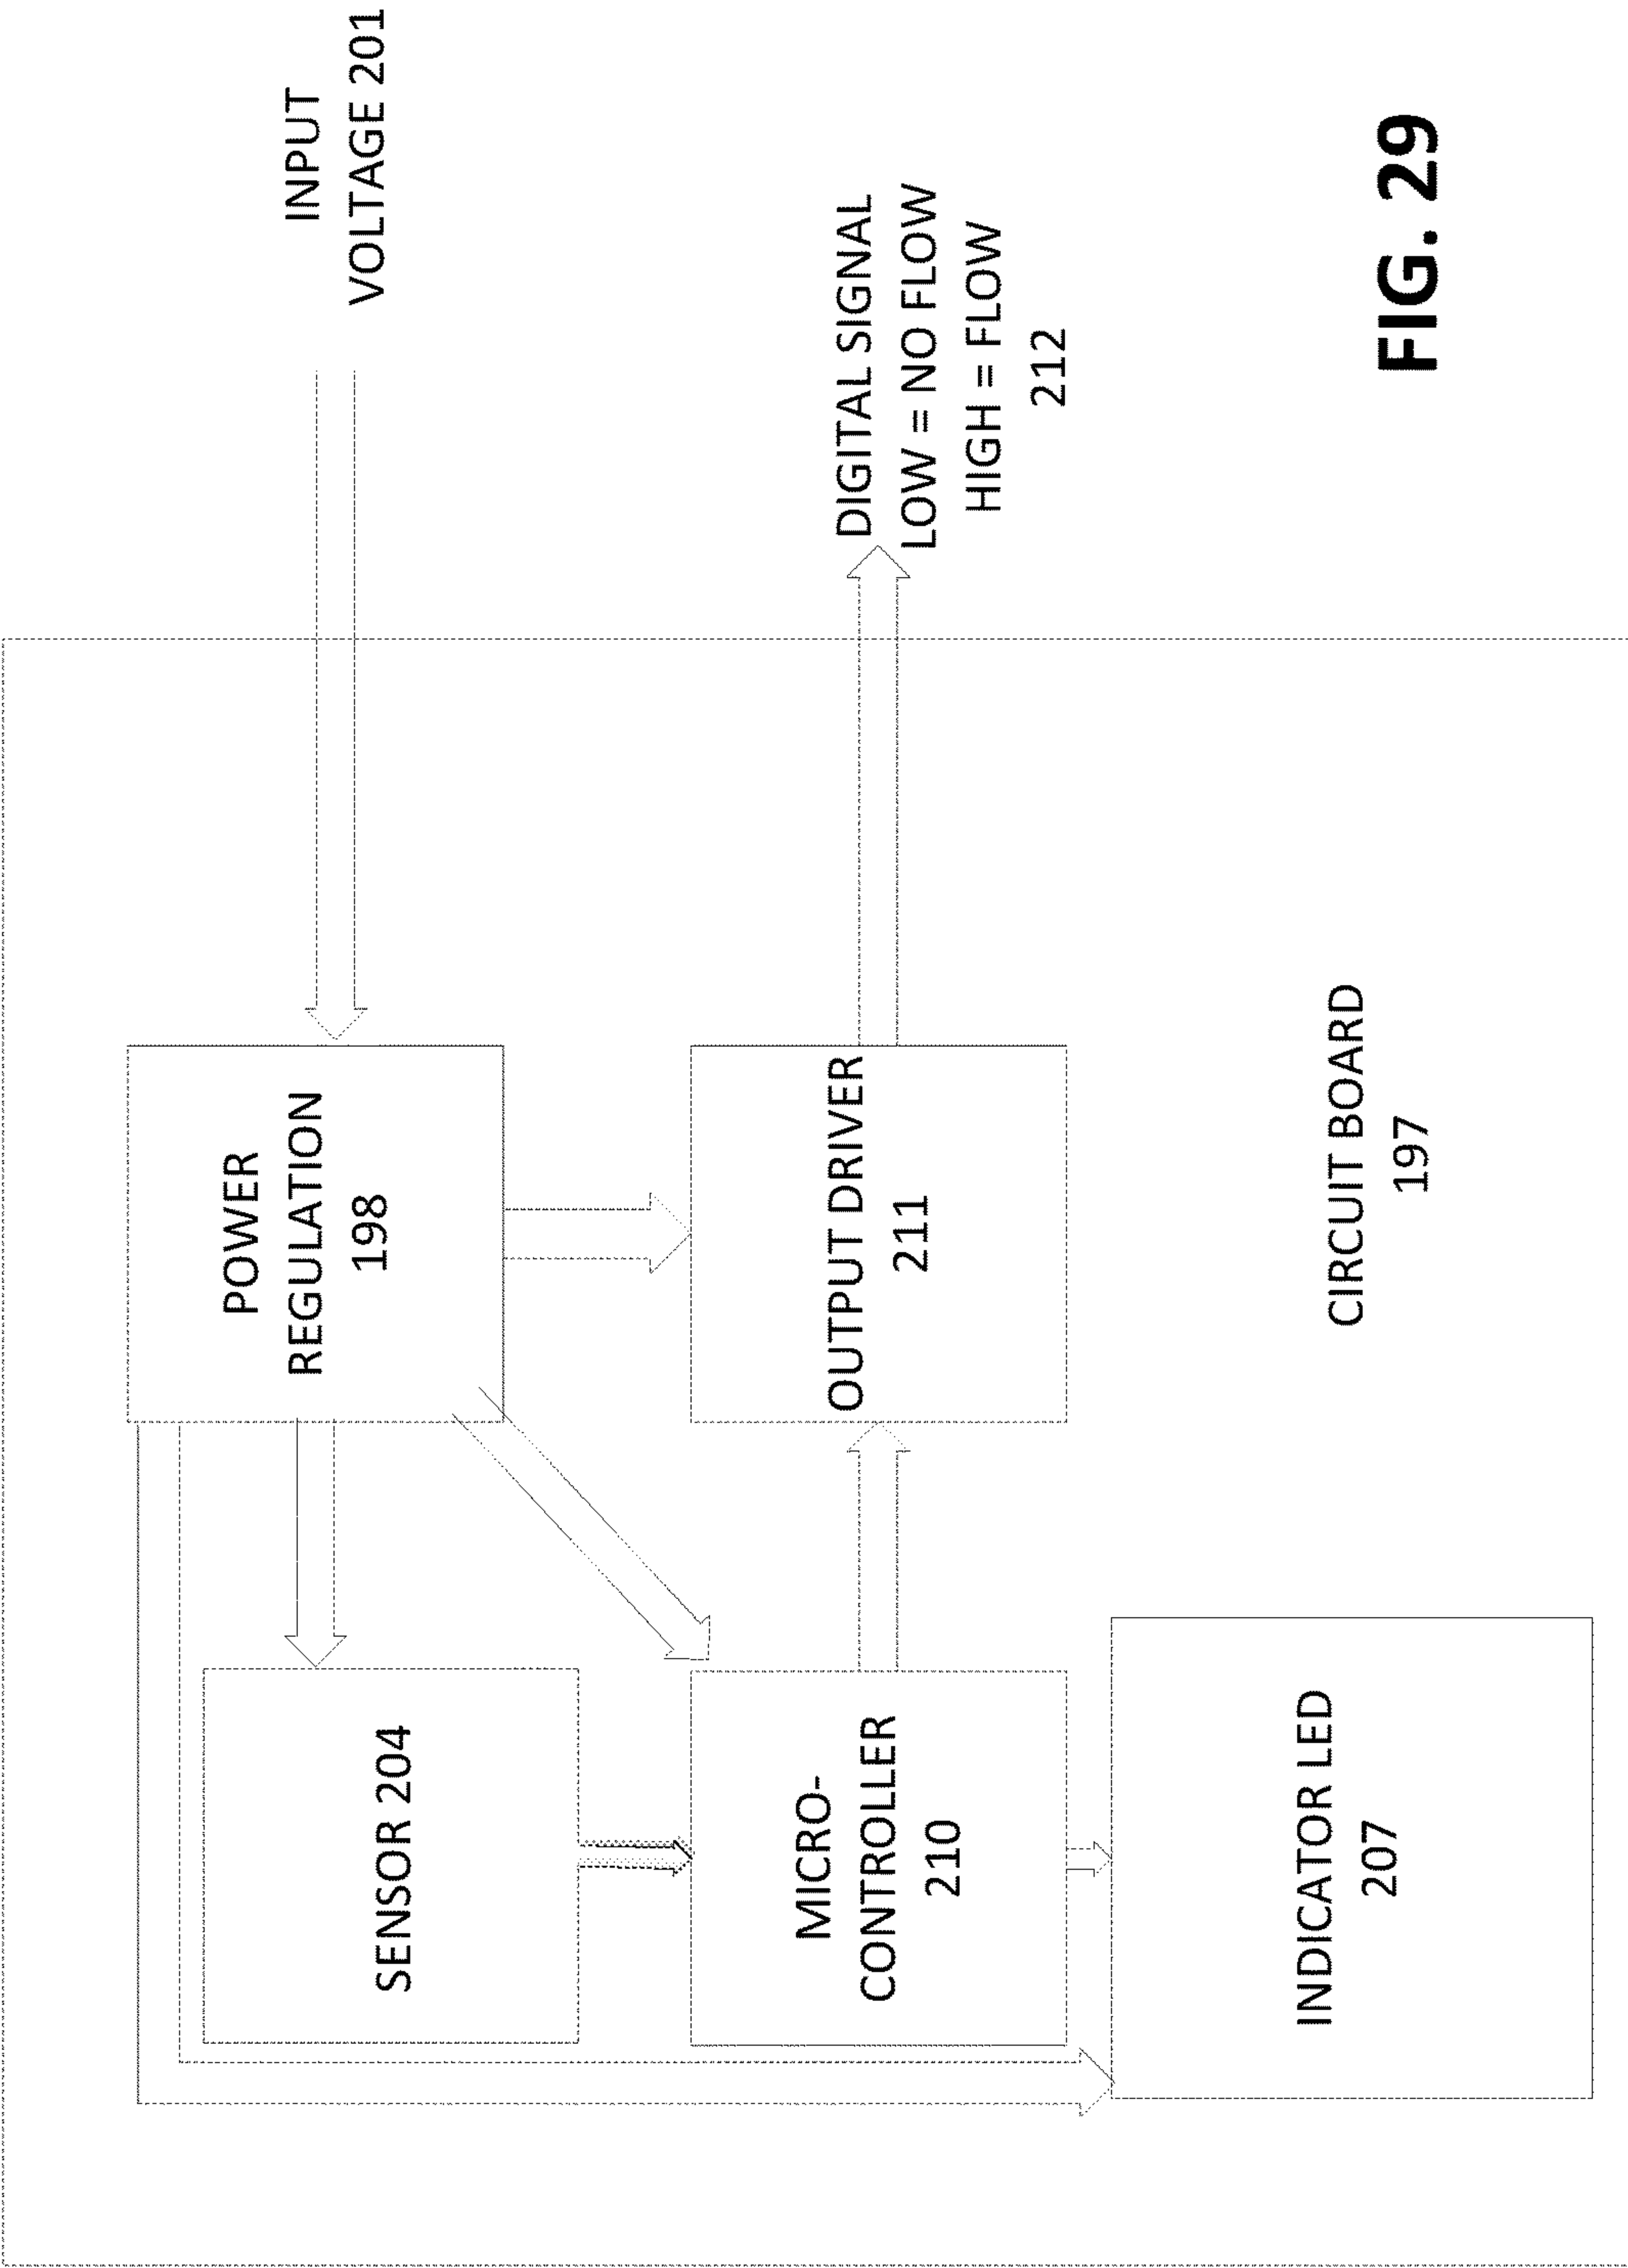 INPUT
VOLTAGE 201
POWER
REGULATION
198
SENSOR 204
DIGITAL SIGNAL
LOW = NO FLOW
HIGH = FLOW
212
OUTPUT DRIVER
211
MICRO-
CONTROLLER
210
INDICATOR LED
207
CIRCUIT BOARD
197
FIG. 29